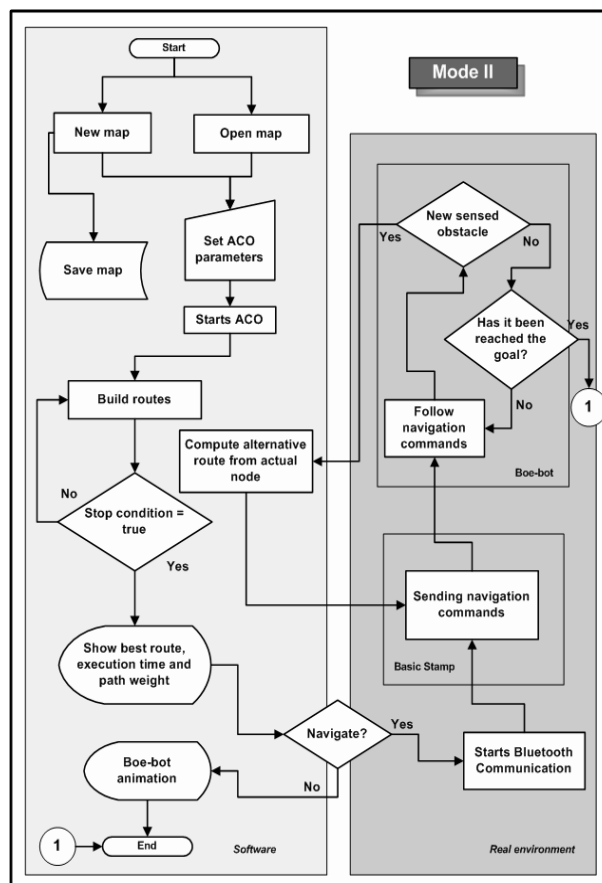 Start
Mode II
New map
Open map
New sensed
obstacle
Yes
No
Save map
Set ACO
parameters
Has it been
reached the
goal?
Yes
Starts ACO
1
Build routes
No
Follow
navigation
commands
Compute alternative
route from actual
node
Boe-bot
No
Stop condition =
true
Yes
Sending navigation
commands
Show best route,
execution time and
path weight
Basic Stamp
Navigate?
Yes
Starts Bluetooth
Communication
Boe-bot
animation
No
1
End
Software
Real environment